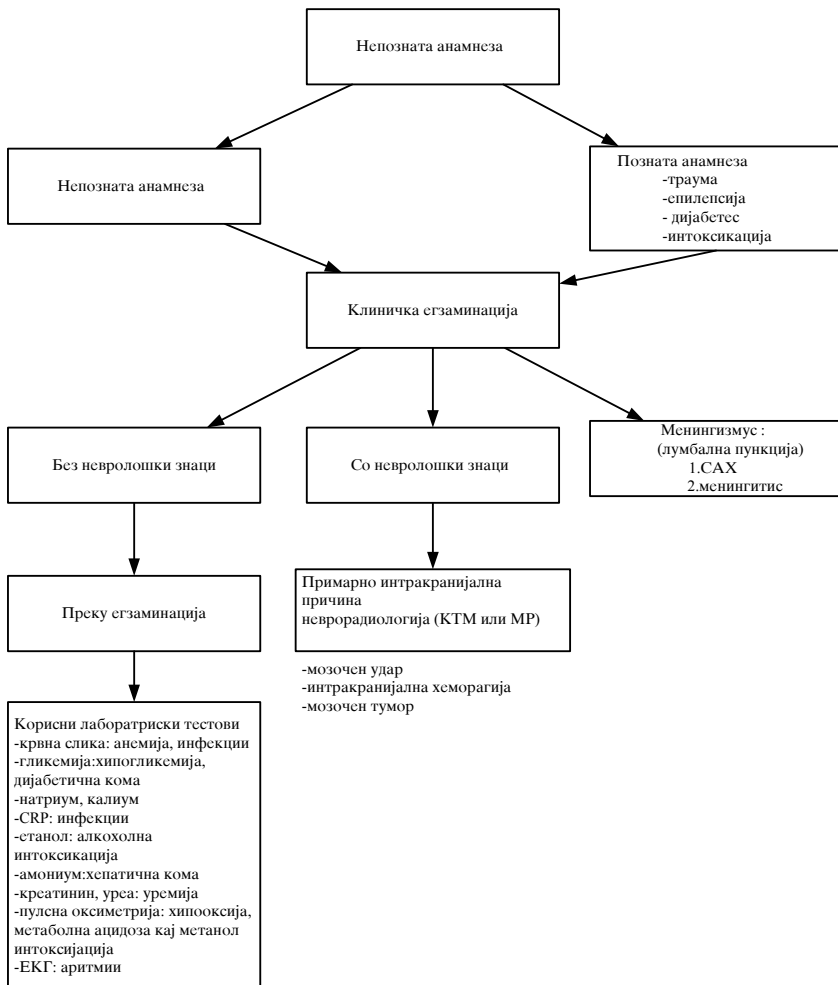 Непозната анамнеза
Непозната анамнеза
Позната анамнеза
-траума
-епилепсија
- дијабетес
-интоксикација
Клиничка егзаминација
Без невролошки знаци
Со невролошки знаци
Менингизмус :
(лумбална пункција)
1.САХ
2.менингитис
Преку егзаминација
Примарно интракранијална
причина
неврорадиологија (КТМ или МР)
-мозочен удар
-интракранијална хеморагија
-мозочен тумор
Корисни лаборатриски тестови
-крвна слика: анемија, инфекции
-гликемија:хипогликемија,
дијабетична кома
-натриум, калиум
-CRP: инфекции
-етанол: алкохолна
интоксикација
-амониум:хепатична кома
-креатинин, уреа: уремија
-пулсна оксиметрија: хипооксија,
метаболна ацидоза кај метанол
интоксијација
-ЕКГ: аритмии